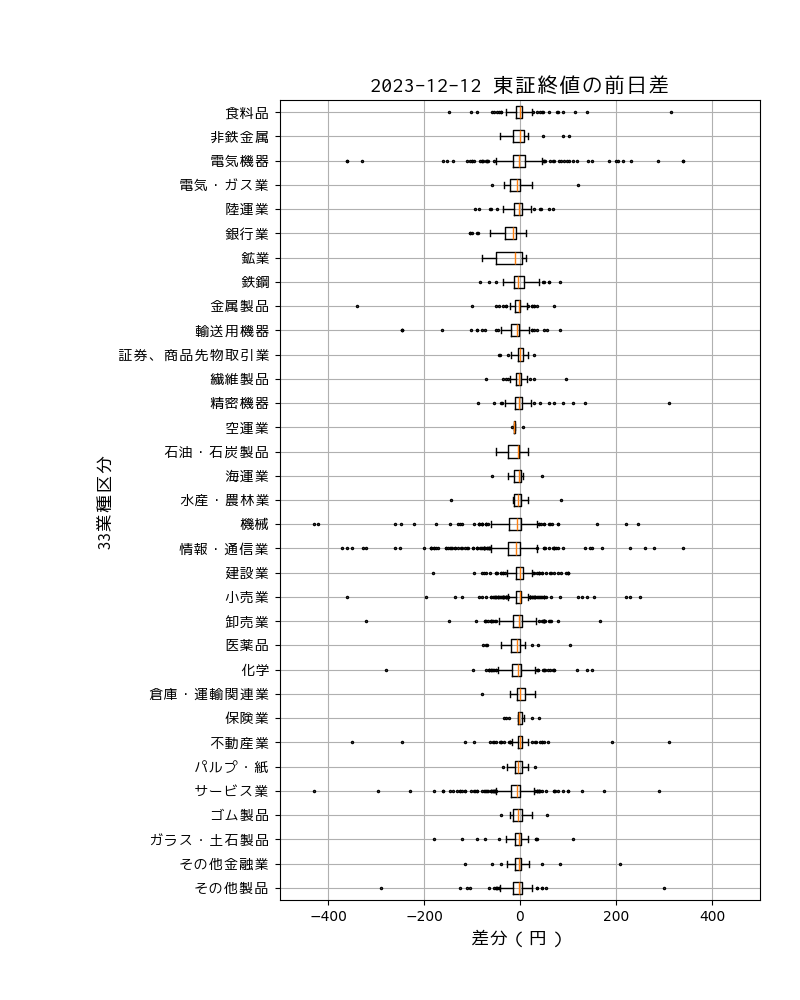 2023-12-12 東証終値の前日差
食料品
非鉄金属
電気機器
電気・ガス業
陸運業
銀行業
鉱業
鉄鋼
金属製品
輸送用機器
証券、商品先物取引業
繊維製品
精密機器
空運業
石油・石炭製品
海運業
水産・農林業
機械
情報・通信業
建設業
小売業
卸売業
医薬品
化学
倉庫・運輸関連業
保険業
不動産業
パルプ・紙
サービス業
ゴム製品
ガラス・土石製品
その他金融業
その他製品
33業種区分
−400 −200 0 200 400
差分(円)